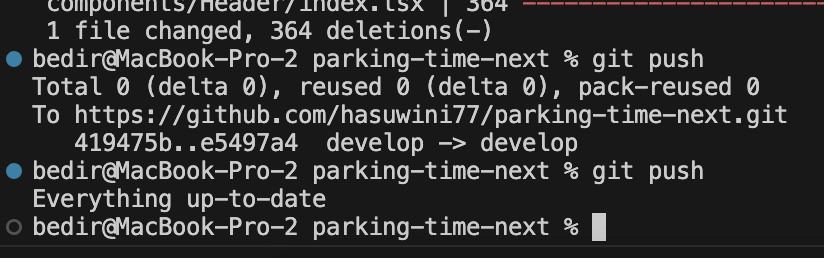 components/Header/index.tsx | 364 --------------------
1 file changed, 364 deletions(-)
bedir@MacBook-Pro-2 parking-time-next % git push
Total 0 (delta 0), reused 0 (delta 0), pack-reused 0
To https://github.com/hasuwini77/parking-time-next.git
419475b..e5497a4  develop -> develop
bedir@MacBook-Pro-2 parking-time-next % git push
Everything up-to-date
bedir@MacBook-Pro-2 parking-time-next %